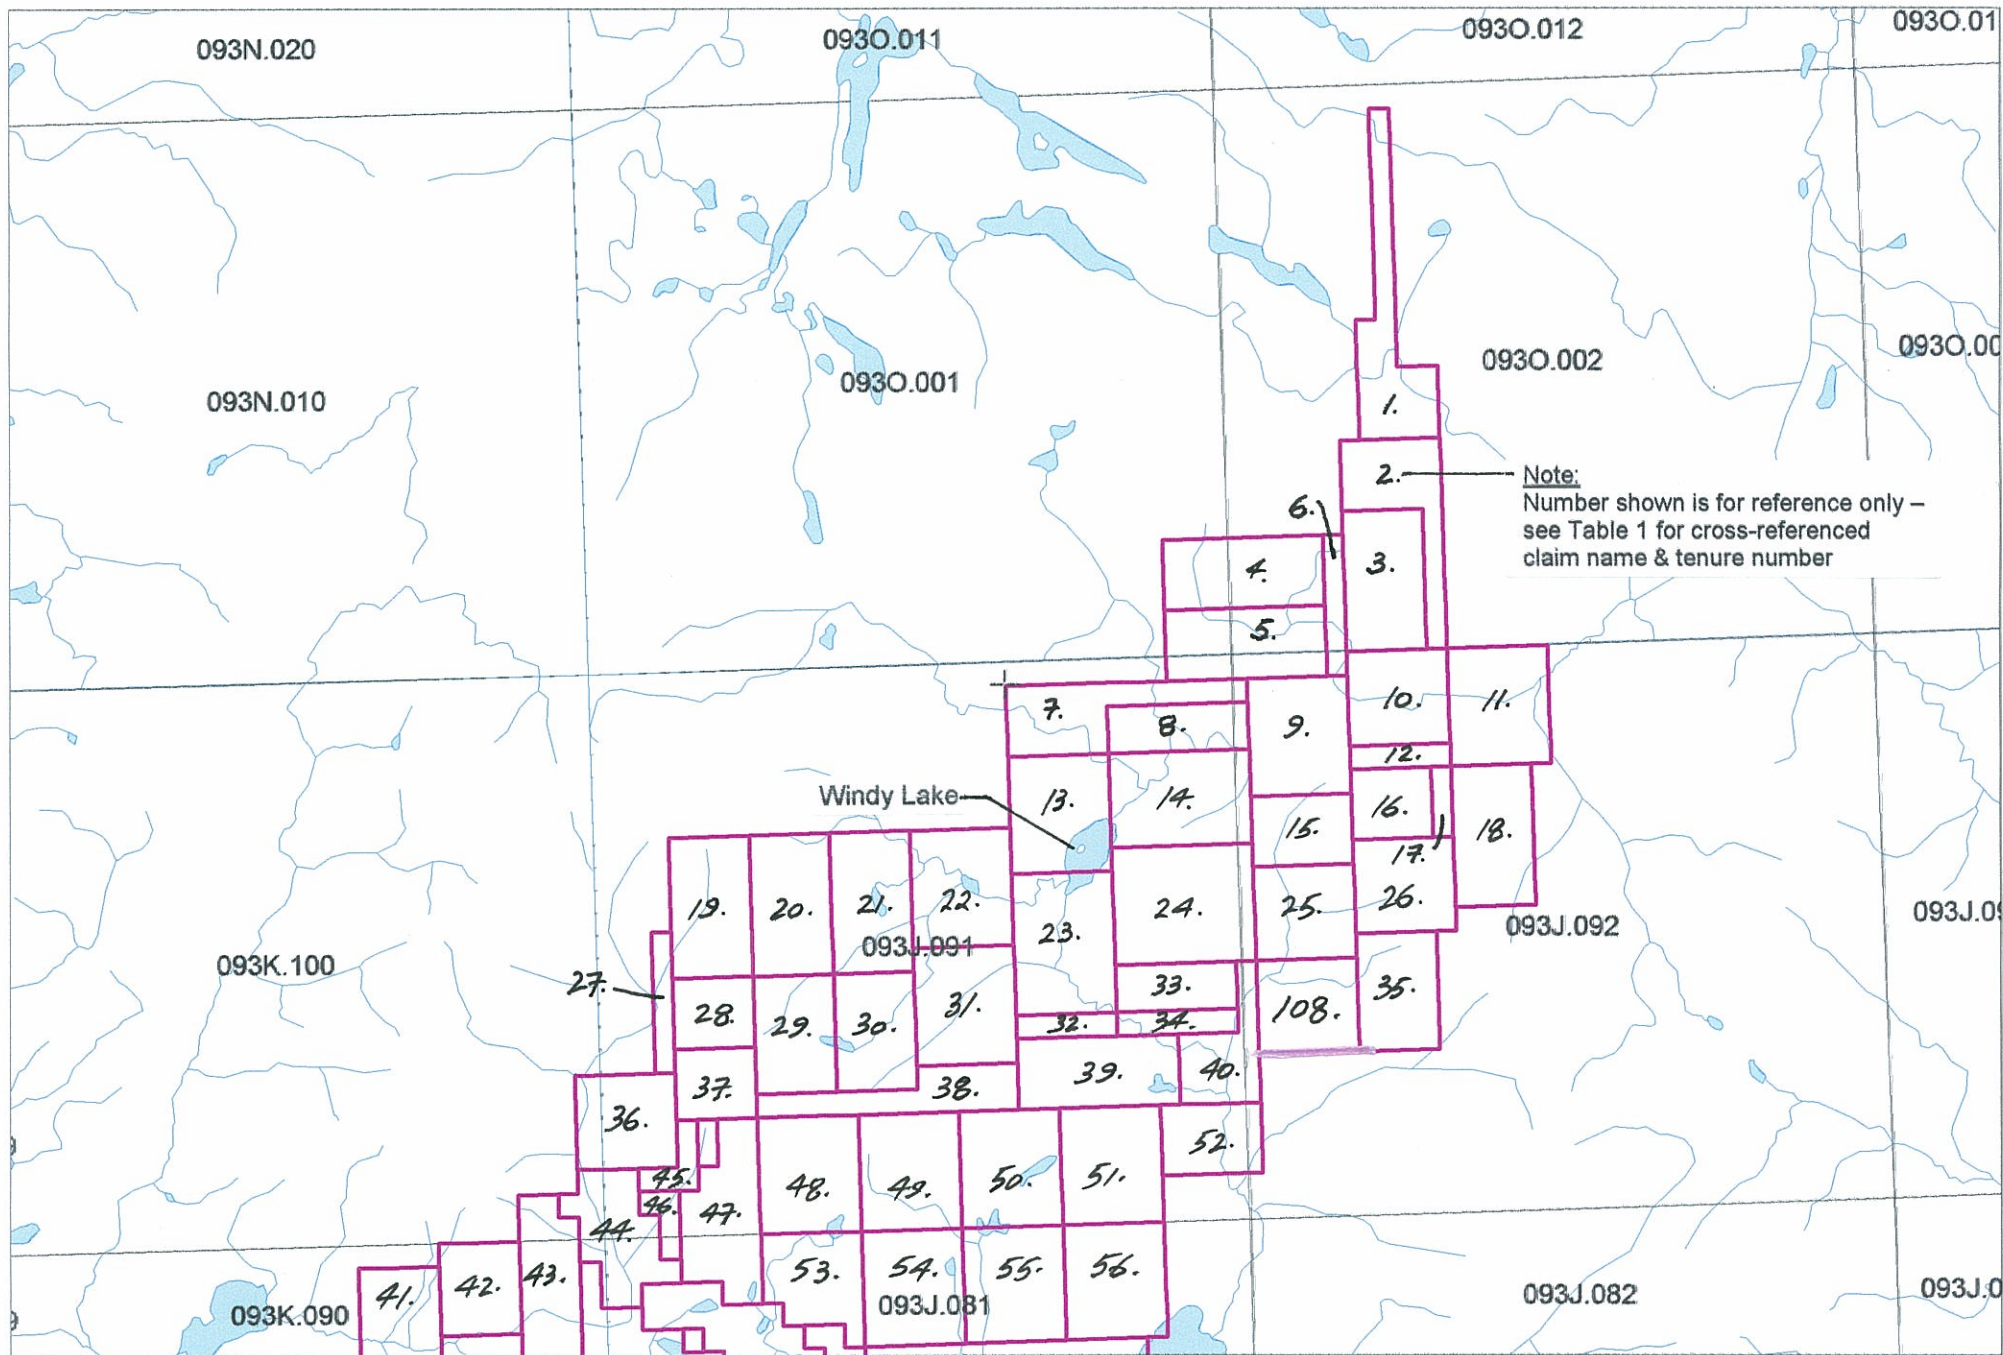 093N.020
093O.011
093O.012
093O.01
093N.010
093O.001
093O.002
093O.00
1.
2.
Note:
Number shown is for reference only –
see Table 1 for cross-referenced
claim name & tenure number
6.
3.
4.
5.
7.
8.
9.
10.
11.
12.
Windy Lake
13.
14.
15.
16.
17.
18.
19.
20.
21.
22.
23.
24.
25.
26.
093K.100
093J.091
093J.092
093J.09
27.
28.
29.
30.
31.
32.
33.
34.
108.
35.
36.
37.
38.
39.
40.
45.
46.
44.
47.
48.
49.
50.
51.
52.
41.
42.
43.
53.
54.
55.
56.
093K.090
093J.081
093J.082
093J.0